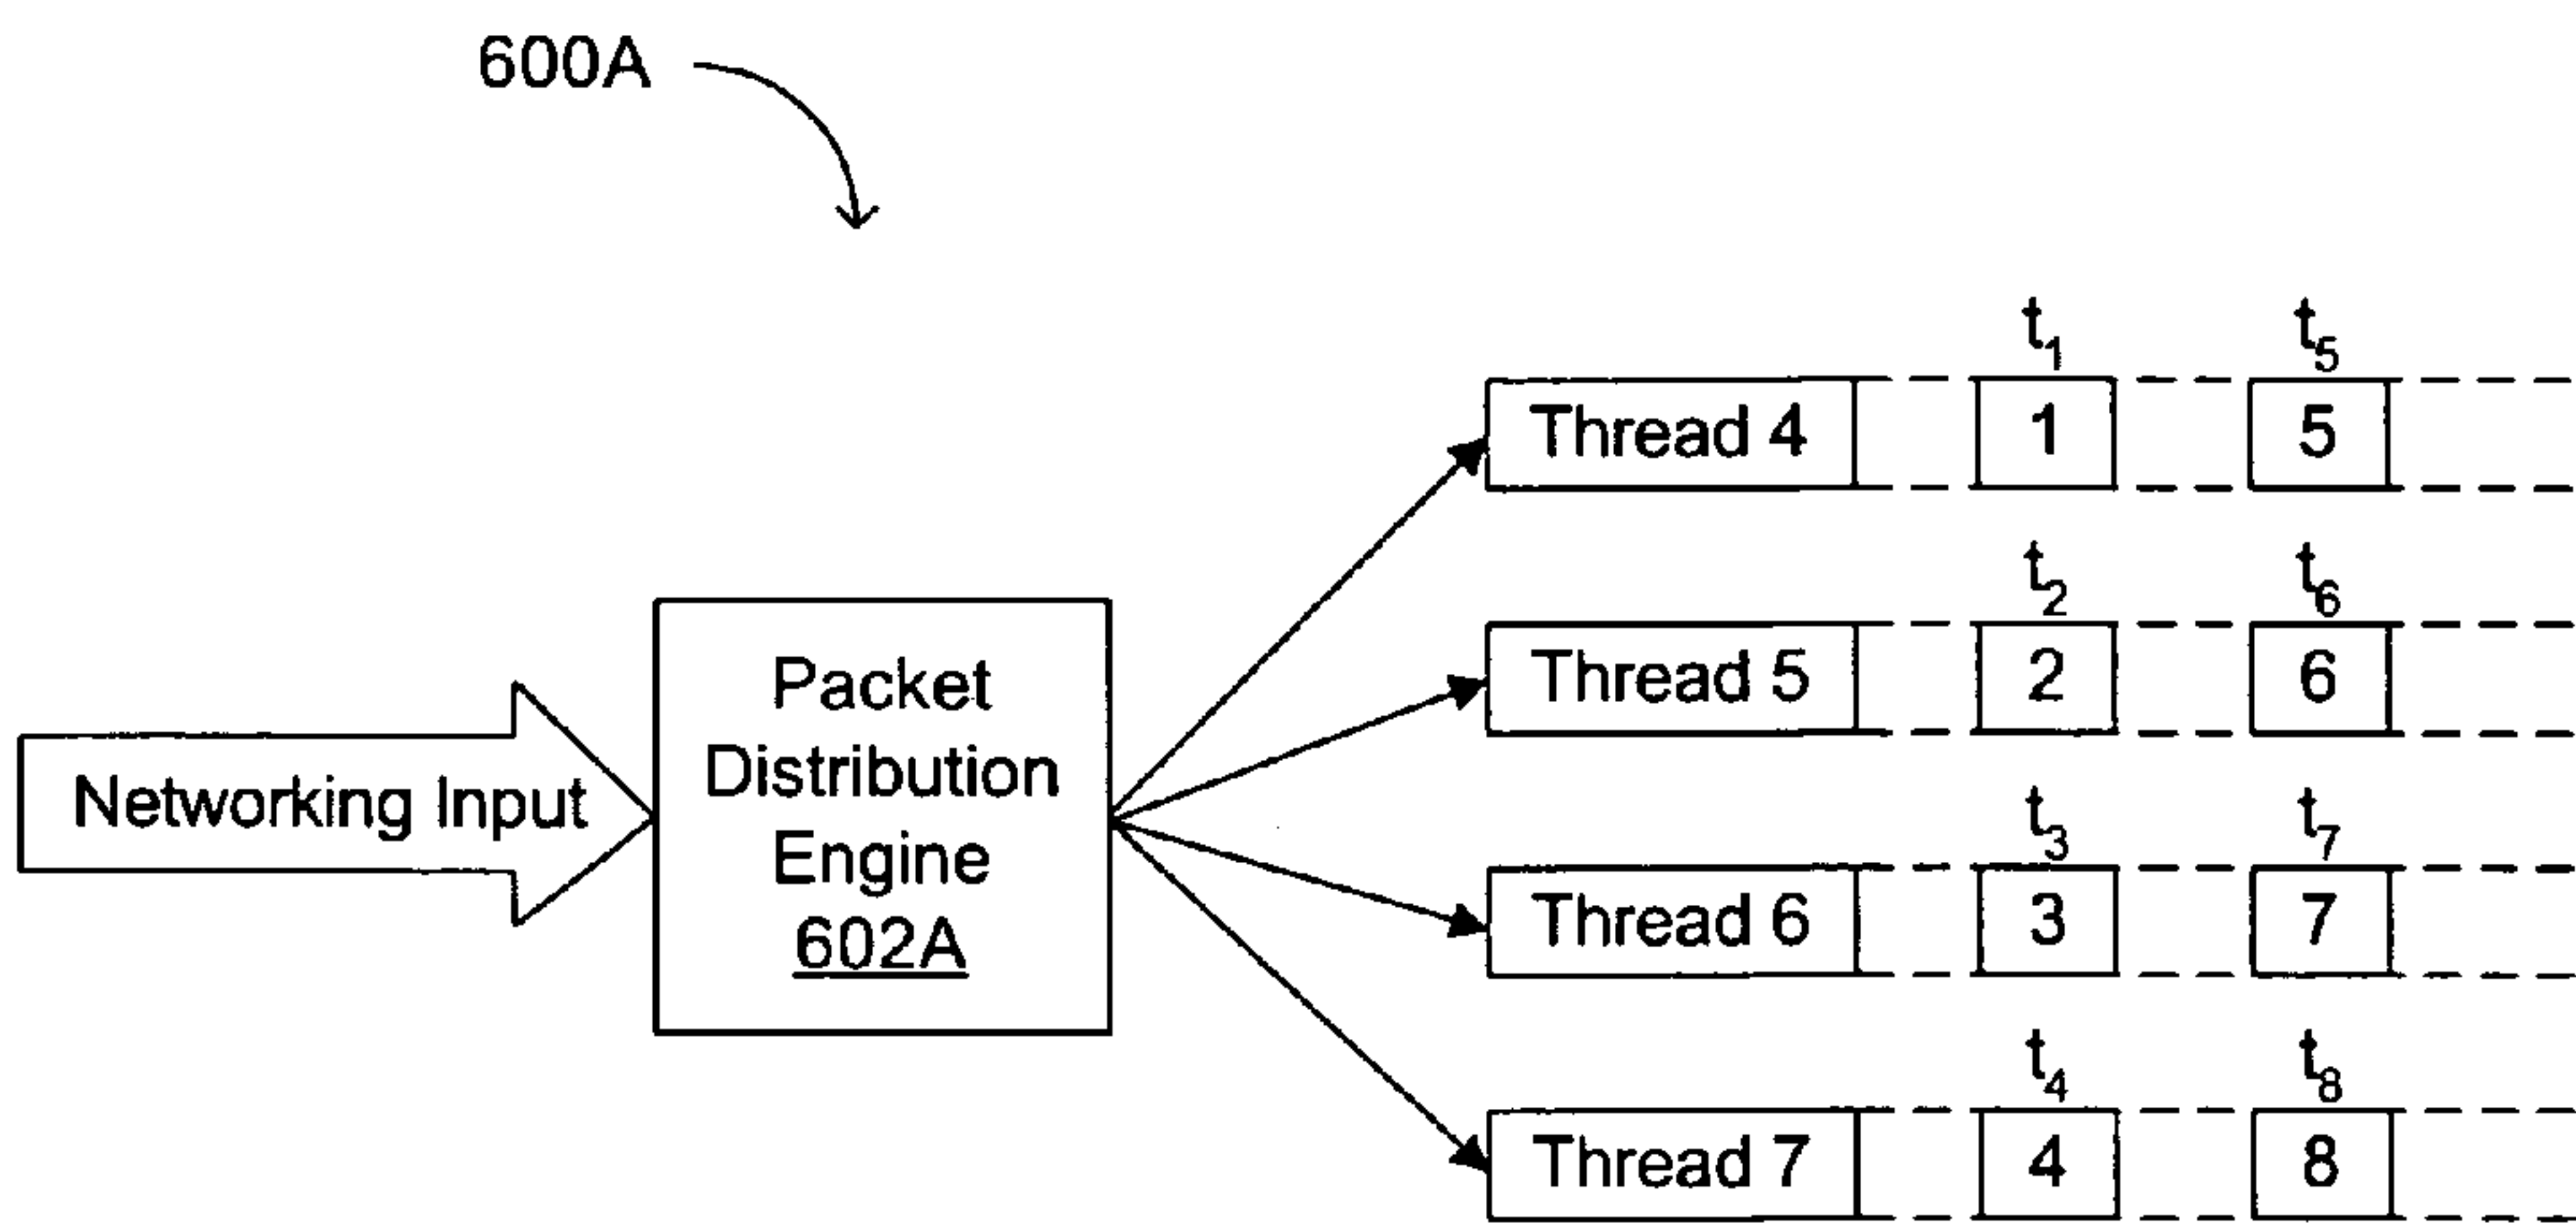 600A
t1 t5
Thread 4 1 5
t2 t6
Packet
Distribution
Engine
602A
Thread 5 2 6
Networking Input
t3 t7
Thread 6 3 7
t4 t8
Thread 7 4 8